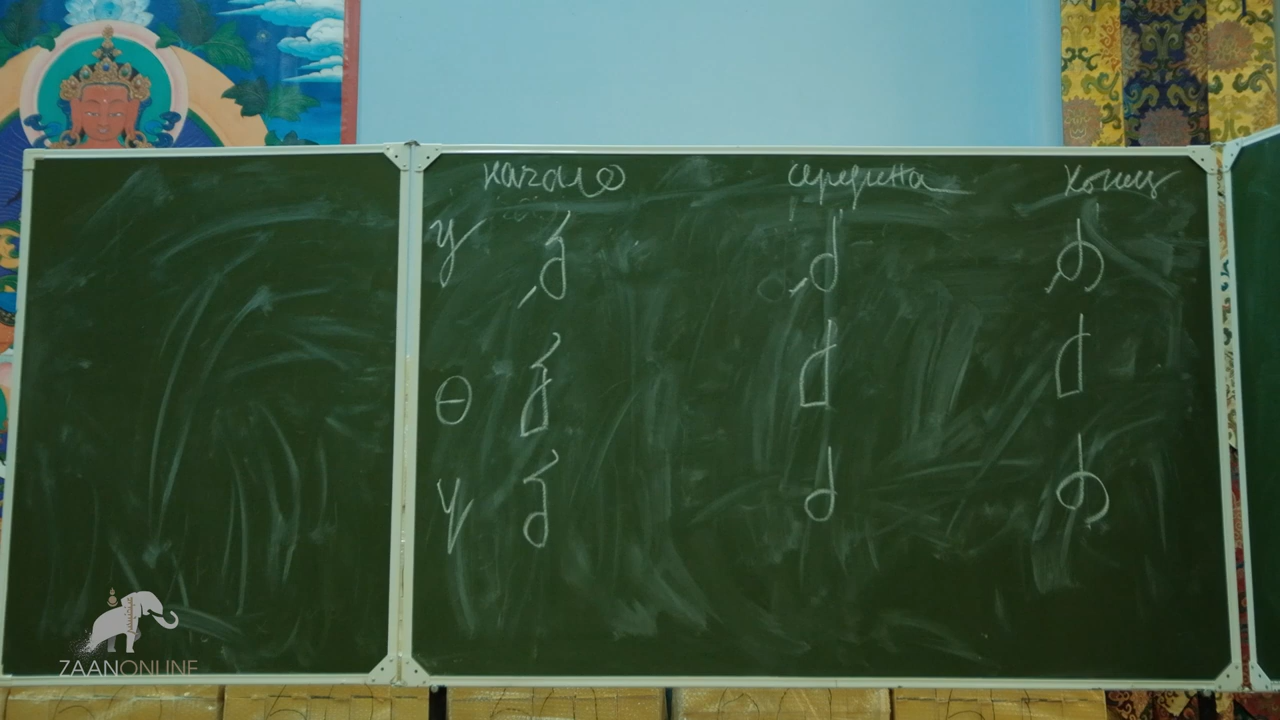 начало середина конец
у ᡇ ᡇ ᡇ
ө ᡈ ᡈ ᡈ
ү ᡉ ᡉ ᡉ
ZAANONLINE